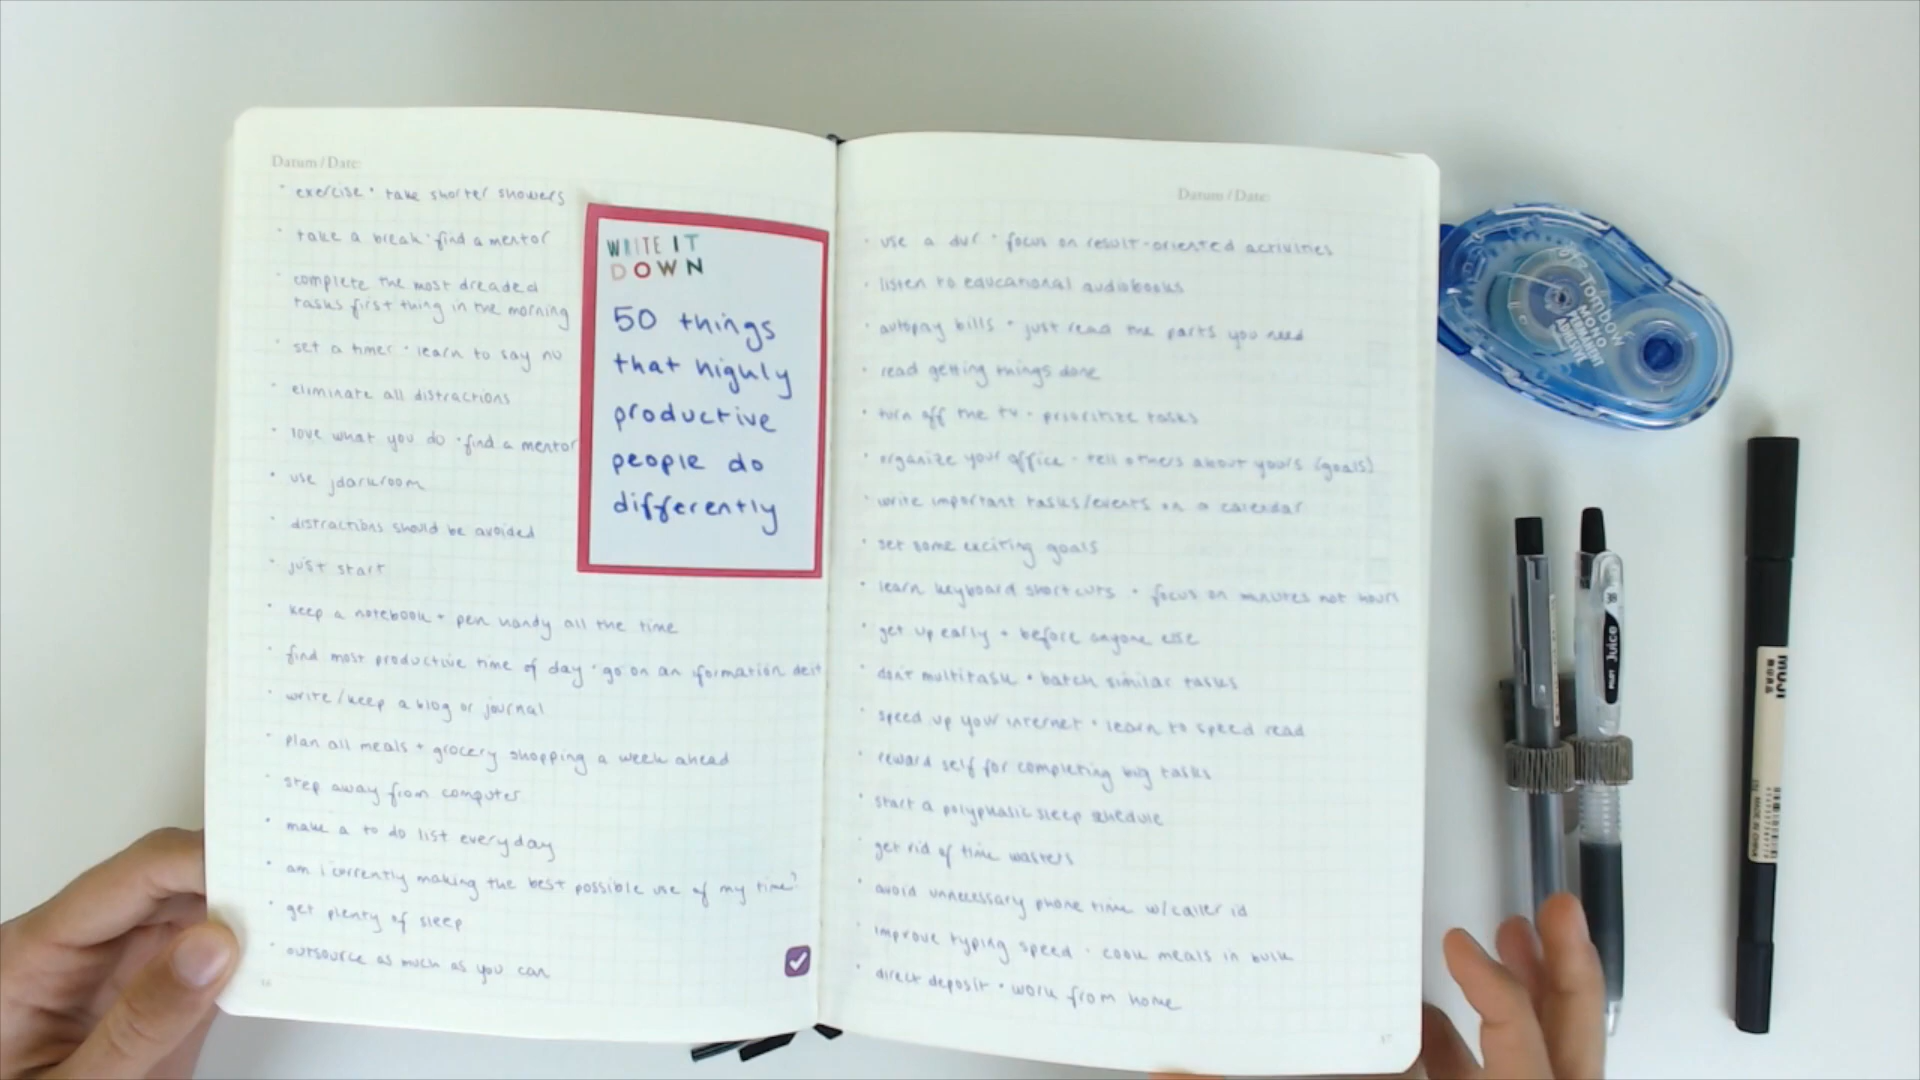 Datum / Date:
• exercise • take shorter showers
• take a break • find a mentor
• complete the most dreaded
tasks first thing in the morning
• set a timer • learn to say no
• eliminate all distractions
• love what you do • find a mentor
• use jdarkroom
• distractions should be avoided
• just start
• keep a notebook + pen handy all the time
• find most productive time of day • go on an iformation deit
• write/keep a blog or journal
• plan all meals + grocery shopping a week ahead
• step away from computer
• make a to do list everyday
• am i currently making the best possible use of my time?
• get plenty of sleep
• outsource as much as you can
WRITE IT
DOWN
50 things
that highly
productive
people do
differently
Datum / Date:
• use a dvr • focus on result-oriented activities
• listen to educational audiobooks
• autopay bills • just read the parts you need
• read getting things done
• turn off the tv • prioritize tasks
• organize your office • tell others about yours (goals)
• write important tasks/events on a calendar
• set some exciting goals
• learn keyboard shortcuts • focus on minutes not hours
• get up early + before anyone else
• don't multitask • batch similar tasks
• speed up your internet • learn to speed read
• reward self for completing big tasks
• start a polyphasic sleep schedule
• get rid of time wasters
• avoid unnecessary phone time w/caller id
• improve typing speed • cook meals in bulk
• direct deposit • work from home
37
Tombow
MONO
PERMANENT
ADHESIVE
Juice
MUJI